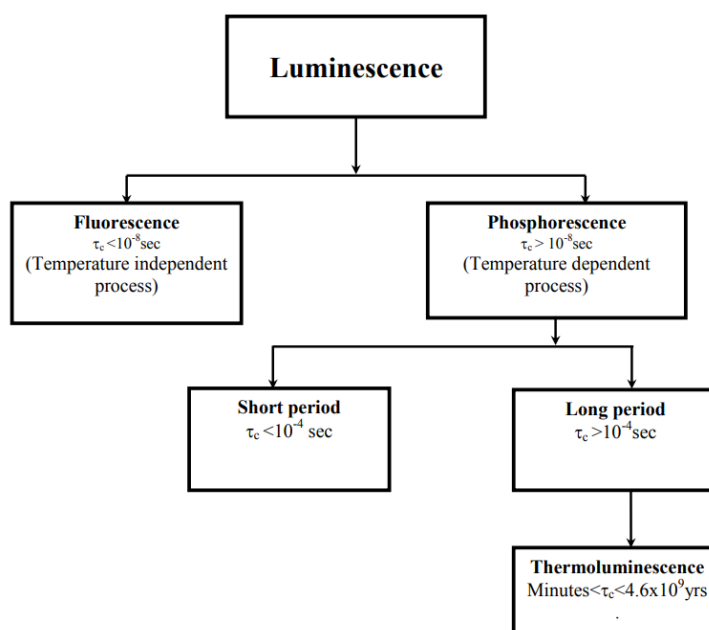 Luminescence
Fluorescence
τc <10⁻⁸sec
(Temperature independent
process)
Phosphorescence
τc > 10⁻⁸sec
(Temperature dependent
process)
Short period
τc <10⁻⁴ sec
Long period
τc >10⁻⁴sec
Thermoluminescence
Minutes<τc<4.6x10⁹yrs
.